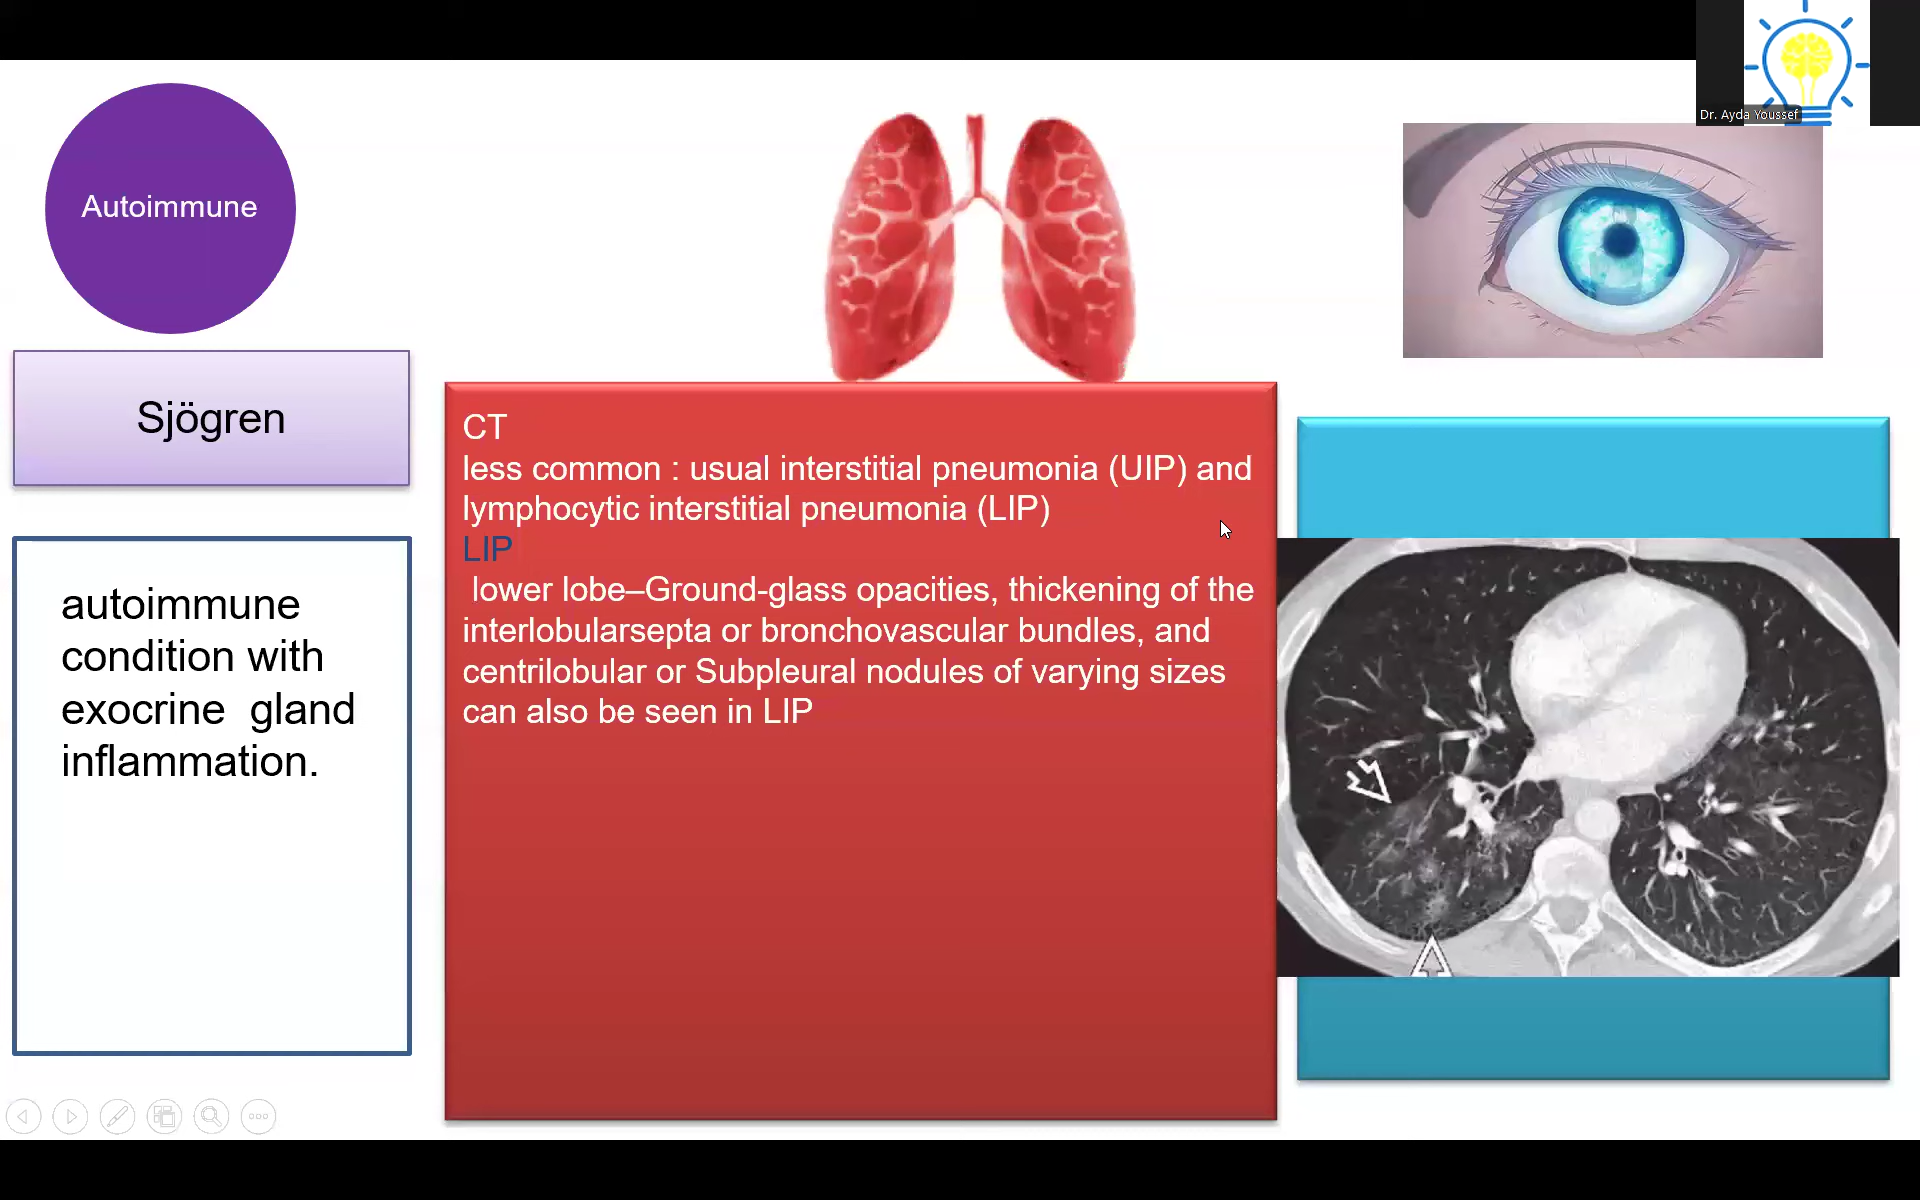 Dr. Ayda Youssef
Autoimmune
Sjögren
autoimmune
condition with
exocrine  gland
inflammation.
CT
less common : usual interstitial pneumonia (UIP) and
lymphocytic interstitial pneumonia (LIP)
LIP
lower lobe–Ground-glass opacities, thickening of the
interlobularsepta or bronchovascular bundles, and
centrilobular or Subpleural nodules of varying sizes
can also be seen in LIP